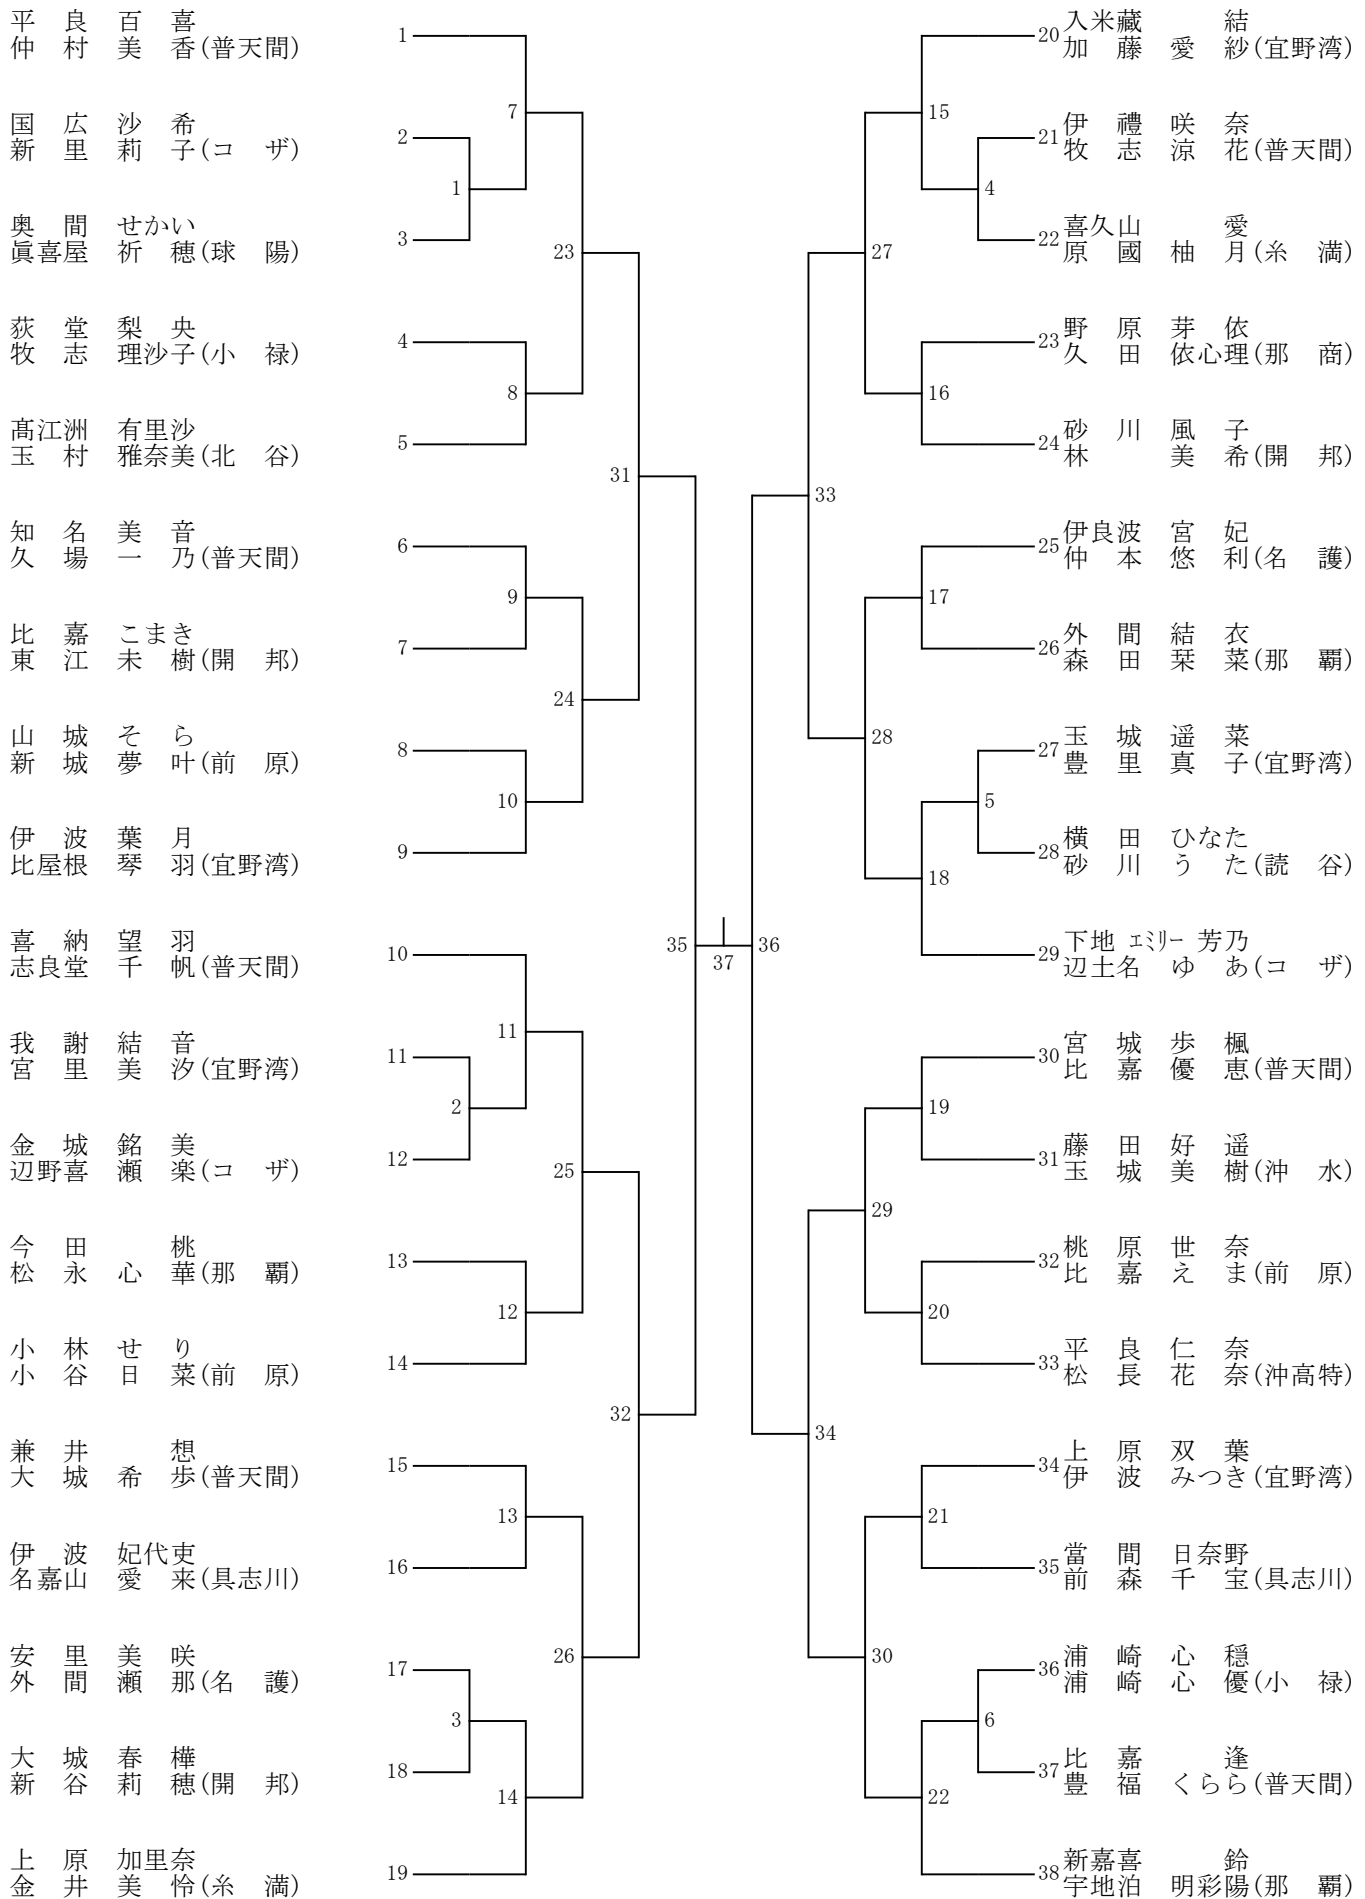 平 良 百 喜
仲 村 美 香(普天間)
1
国 広 沙 希
新 里 莉 子(コ ザ)
2
奥 間 せかい
眞喜屋 祈 穂(球 陽)
3
荻 堂 梨 央
牧 志 理沙子(小 禄)
4
髙江洲 有里沙
玉 村 雅奈美(北 谷)
5
知 名 美 音
久 場 一 乃(普天間)
6
比 嘉 こまき
東 江 未 樹(開 邦)
7
山 城 そ ら
新 城 夢 叶(前 原)
8
伊 波 葉 月
比屋根 琴 羽(宜野湾)
9
喜 納 望 羽
志良堂 千 帆(普天間)
10
我 謝 結 音
宮 里 美 汐(宜野湾)
11
金 城 銘 美
辺野喜 瀬 楽(コ ザ)
12
今 田 桃
松 永 心 華(那 覇)
13
小 林 せ り
小 谷 日 菜(前 原)
14
兼 井 想
大 城 希 歩(普天間)
15
伊 波 妃代吏
名嘉山 愛 来(具志川)
16
安 里 美 咲
外 間 瀬 那(名 護)
17
大 城 春 樺
新 谷 莉 穂(開 邦)
18
上 原 加里奈
金 井 美 怜(糸 満)
19
1
2
3
7
8
9
10
11
12
13
14
23
24
25
26
31
32
35
37
36
33
34
27
28
29
30
15
16
17
18
19
20
21
22
4
5
6
20
入米藏 結
加 藤 愛 紗(宜野湾)
21
伊 禮 咲 奈
牧 志 涼 花(普天間)
22
喜久山 愛
原 國 柚 月(糸 満)
23
野 原 芽 依
久 田 依心理(那 商)
24
砂 川 風 子
林 美 希(開 邦)
25
伊良波 宮 妃
仲 本 悠 利(名 護)
26
外 間 結 衣
森 田 栞 菜(那 覇)
27
玉 城 遥 菜
豊 里 真 子(宜野湾)
28
横 田 ひなた
砂 川 う た(読 谷)
29
下地 ｴﾐﾘｰ 芳乃
辺土名 ゆ あ(コ ザ)
30
宮 城 歩 楓
比 嘉 優 恵(普天間)
31
藤 田 好 遥
玉 城 美 樹(沖 水)
32
桃 原 世 奈
比 嘉 え ま(前 原)
33
平 良 仁 奈
松 長 花 奈(沖高特)
34
上 原 双 葉
伊 波 みつき(宜野湾)
35
當 間 日奈野
前 森 千 宝(具志川)
36
浦 崎 心 穏
浦 崎 心 優(小 禄)
37
比 嘉 逢
豊 福 くらら(普天間)
38
新嘉喜 鈴
宇地泊 明彩陽(那 覇)